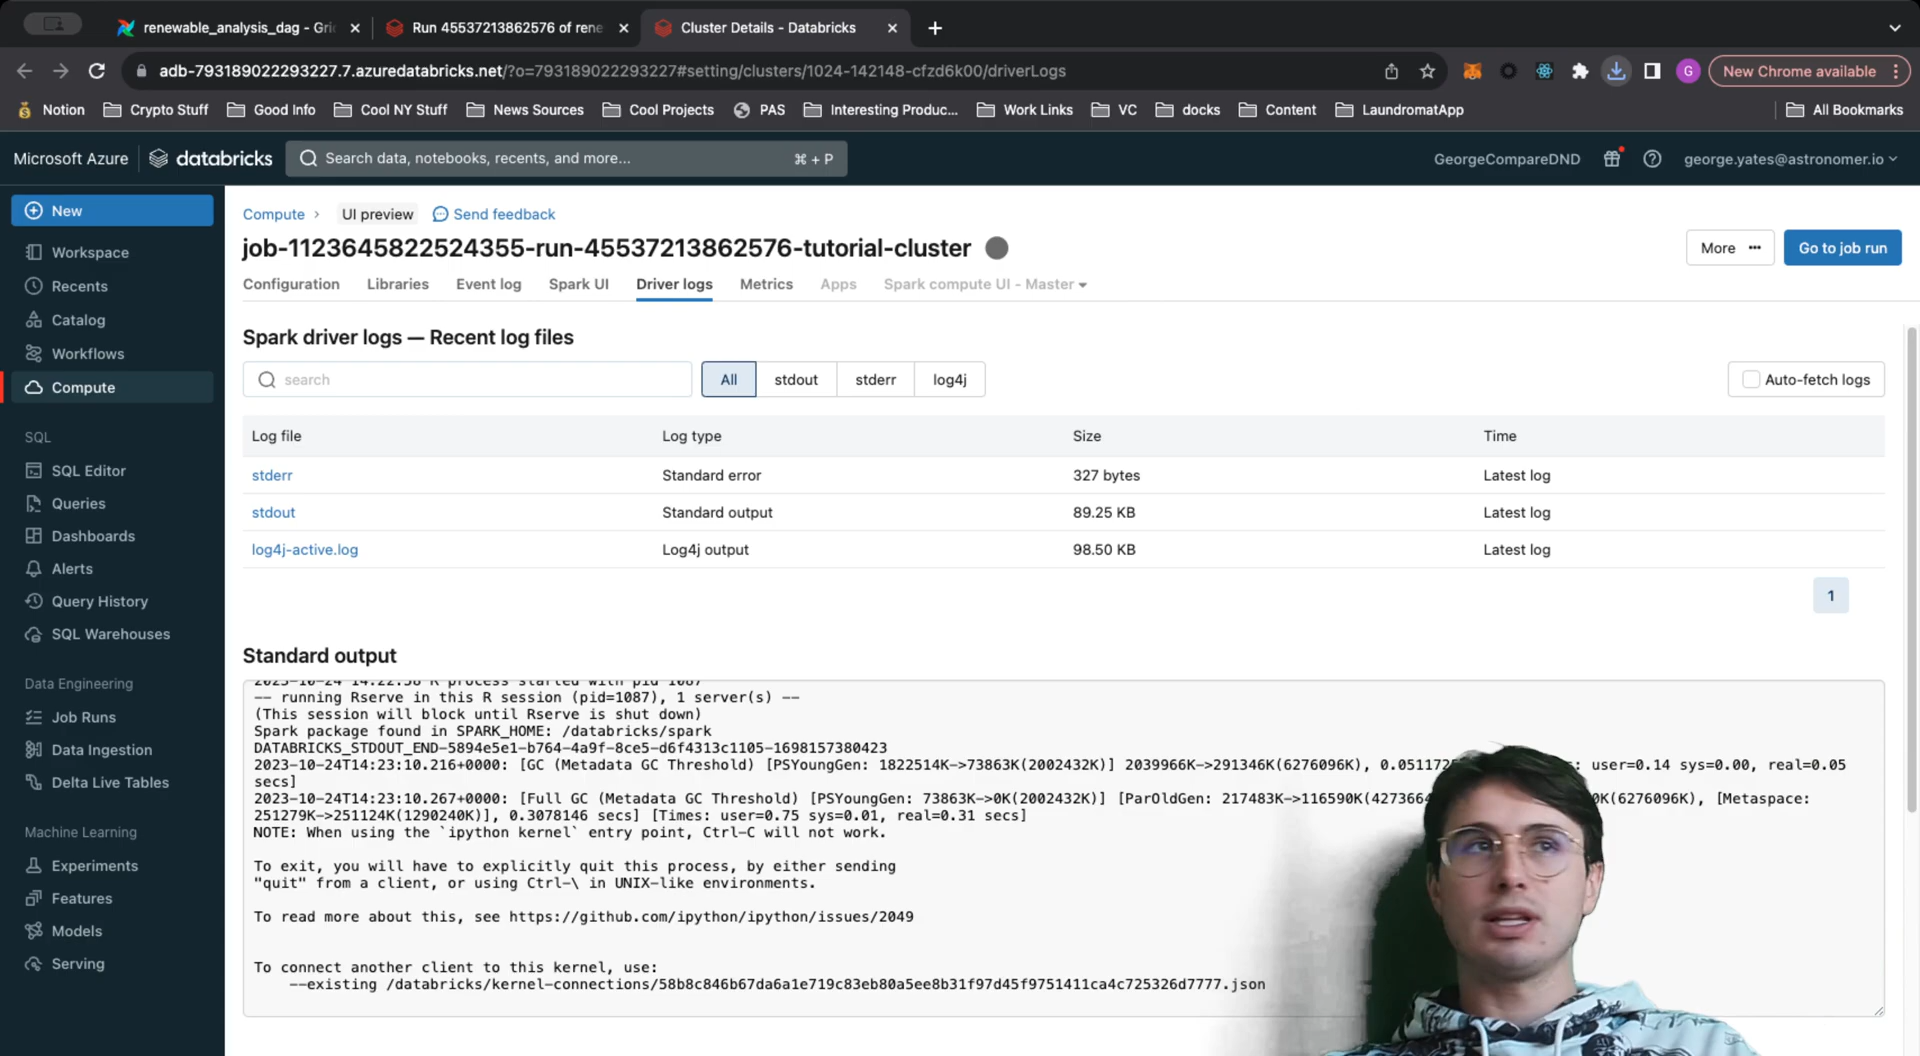 renewable_analysis_dag - Gri
Run 45537213862576 of rene
Cluster Details - Databricks
adb-793189022293227.7.azuredatabricks.net/?o=793189022293227#setting/clusters/1024-142148-cfzd6k00/driverLogs
G
New Chrome available
Notion
Crypto Stuff
Good Info
Cool NY Stuff
News Sources
Cool Projects
PAS
Interesting Produc...
Work Links
VC
docks
Content
LaundromatApp
All Bookmarks
Microsoft Azure
databricks
Search data, notebooks, recents, and more...
⌘ + P
GeorgeCompareDND
george.yates@astronomer.io
New
Workspace
Recents
Catalog
Workflows
Compute
SQL
SQL Editor
Queries
Dashboards
Alerts
Query History
SQL Warehouses
Data Engineering
Job Runs
Data Ingestion
Delta Live Tables
Machine Learning
Experiments
Features
Models
Serving
Compute
UI preview
Send feedback
job-1123645822524355-run-45537213862576-tutorial-cluster
More
Go to job run
Configuration
Libraries
Event log
Spark UI
Driver logs
Metrics
Apps
Spark compute UI - Master
Spark driver logs — Recent log files
search
All
stdout
stderr
log4j
Auto-fetch logs
Log file Log type Size Time
stderr Standard error 327 bytes Latest log
stdout Standard output 89.25 KB Latest log
log4j-active.log Log4j output 98.50 KB Latest log
1
Standard output
-- running Rserve in this R session (pid=1087), 1 server(s) --
(This session will block until Rserve is shut down)
Spark package found in SPARK_HOME: /databricks/spark
DATABRICKS_STDOUT_END-5894e5e1-b764-4a9f-8ce5-d6f4313c1105-1698157380423
2023-10-24T14:23:10.216+0000: [GC (Metadata GC Threshold) [PSYoungGen: 1822514K->73863K(2002432K)] 2039966K->291346K(6276096K), 0.051172 : user=0.14 sys=0.00, real=0.05
secs]
2023-10-24T14:23:10.267+0000: [Full GC (Metadata GC Threshold) [PSYoungGen: 73863K->0K(2002432K)] [ParOldGen: 217483K->116590K(427366 0K(6276096K), [Metaspace:
251279K->251124K(1290240K)], 0.3078146 secs] [Times: user=0.75 sys=0.01, real=0.31 secs]
NOTE: When using the `ipython kernel` entry point, Ctrl-C will not work.
To exit, you will have to explicitly quit this process, by either sending
"quit" from a client, or using Ctrl-\ in UNIX-like environments.
To read more about this, see https://github.com/ipython/ipython/issues/2049
To connect another client to this kernel, use:
--existing /databricks/kernel-connections/58b8c846b67da6a1e719c83eb80a5ee8b31f97d45f9751411ca4c725326d7777.json